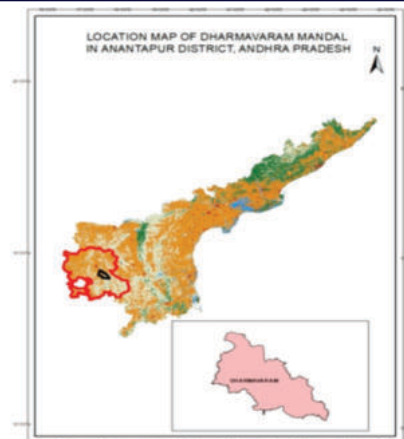 LOCATION MAP OF DHARMAVARAM MANDAL
IN ANANTAPUR DISTRICT, ANDHRA PRADESH
N
DHARMAVARAM